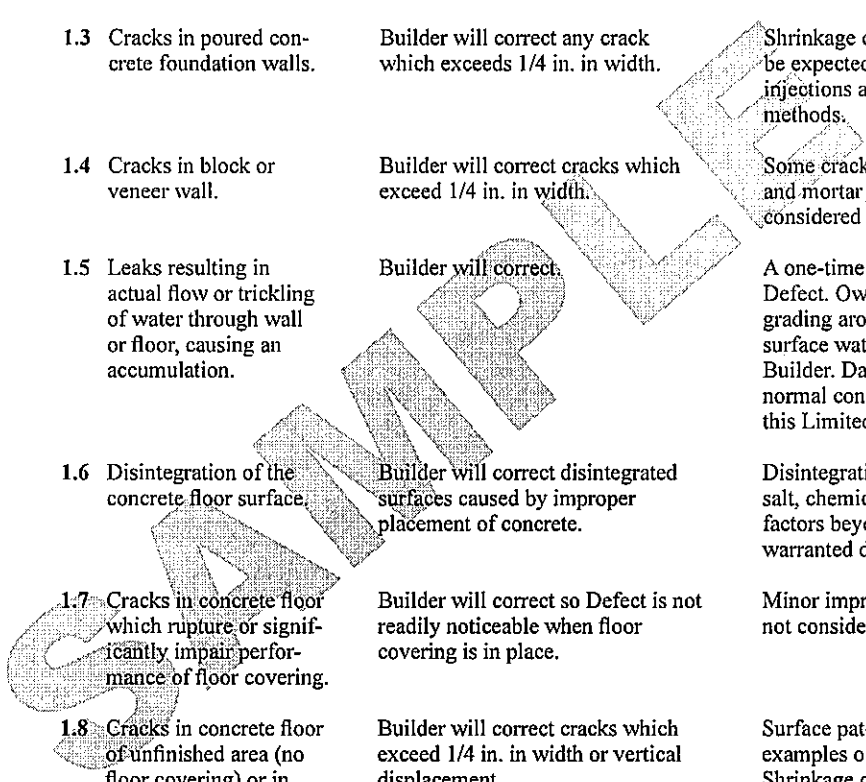 1.3 Cracks in poured con-
crete foundation walls.
Builder will correct any crack
which exceeds 1/4 in. in width.
Shrinkage
be expected
injections a
methods.
1.4 Cracks in block or
veneer wall.
Builder will correct cracks which
exceed 1/4 in. in width.
Some crack
and mortar
considered
1.5 Leaks resulting in
actual flow or trickling
of water through wall
or floor, causing an
accumulation.
Builder will correct.
A one-time
Defect. Ow
grading aro
surface wat
Builder. Da
normal con
this Limited
1.6 Disintegration of the
concrete floor surface.
Builder will correct disintegrated
surfaces caused by improper
placement of concrete.
Disintegrati
salt, chemic
factors beyo
warranted d
1.7 Cracks in concrete floor
which rupture or signif-
icantly impair perfor-
mance of floor covering.
Builder will correct so Defect is not
readily noticeable when floor
covering is in place.
Minor impr
not conside
1.8 Cracks in concrete floor
of unfinished area (no
floor covering) or in
Builder will correct cracks which
exceed 1/4 in. in width or vertical
displacement.
Surface pat
examples o
Shrinkage
SAMPLE